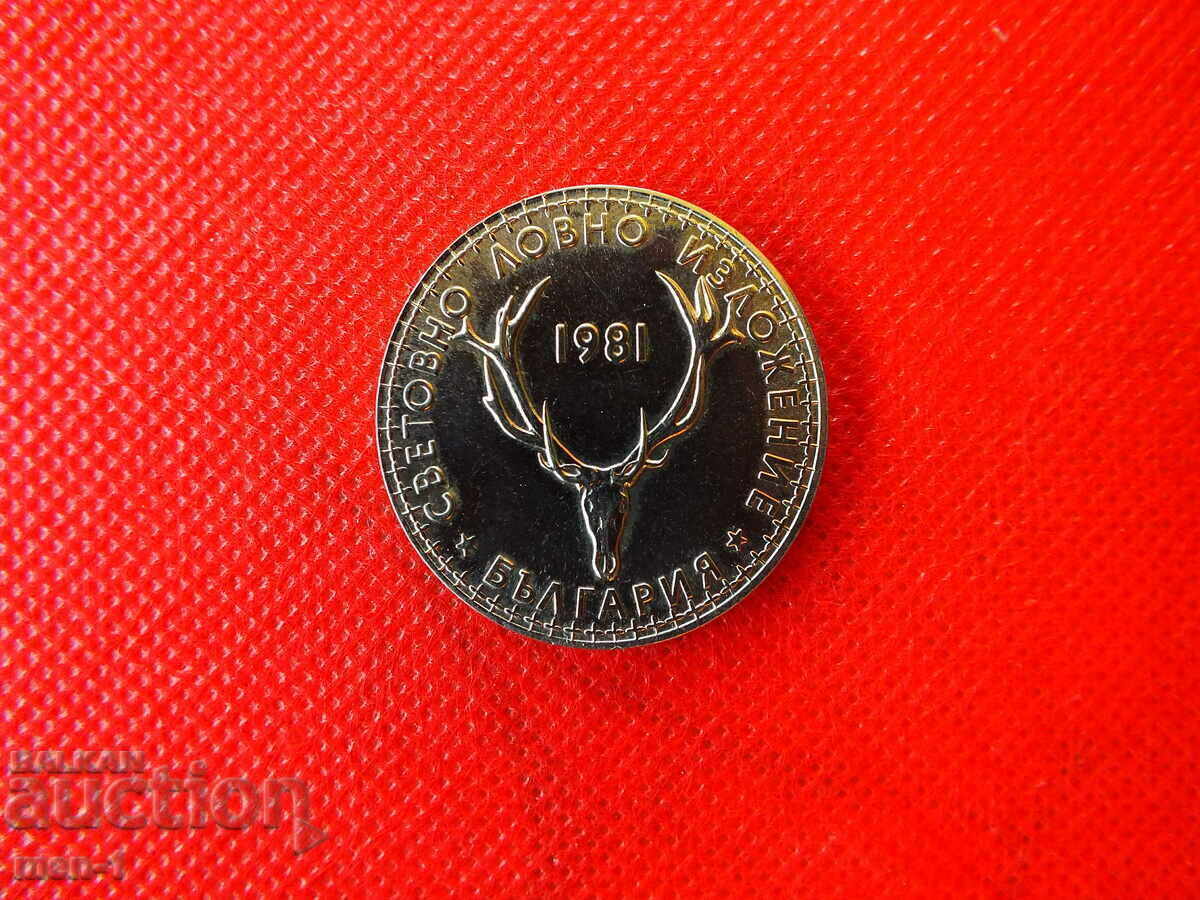 СВЕТОВНО ЛОВНО ИЗЛОЖЕНИЕ
1981
* БЪЛГАРИЯ *
BALKAN
auction
men-1